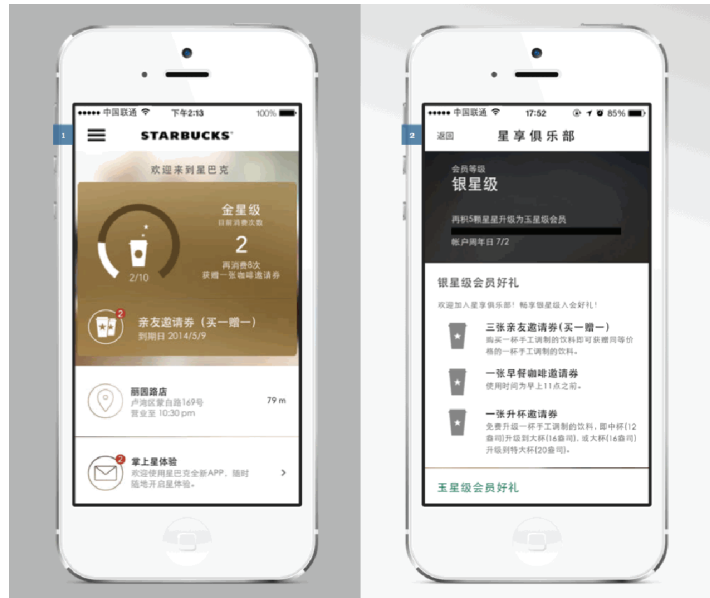 1
中国联通
下午2:13
100%
STARBUCKS
欢迎来到星巴克
金星级
目前消费次数
2
再消费8次
获赠一张咖啡邀请券
2/10
2
亲友邀请券（买一赠一）
到期日 2014/5/9
丽园路店
卢湾区蒙自路169号
营业至 10:30 pm
79 m
2
掌上星体验
欢迎使用星巴克全新APP，随时
随地开启星体验。
2
中国联通
17:52
85%
返回
星享俱乐部
会员等级
银星级
再积5颗星星升级为玉星级会员
帐户周年日 7/2
银星级会员好礼
欢迎加入星享俱乐部！畅享银星级入会好礼！
三张亲友邀请券(买一赠一)
购买一杯手工调制的饮料即可获赠同等价
格的一杯手工调制的饮料。
一张早餐咖啡邀请券
使用时间为早上11点之前。
一张升杯邀请券
免费升级一杯手工调制的饮料，即中杯(12
盎司)升级到大杯(16盎司)，或大杯(16盎司)
升级到特大杯(20盎司)。
玉星级会员好礼